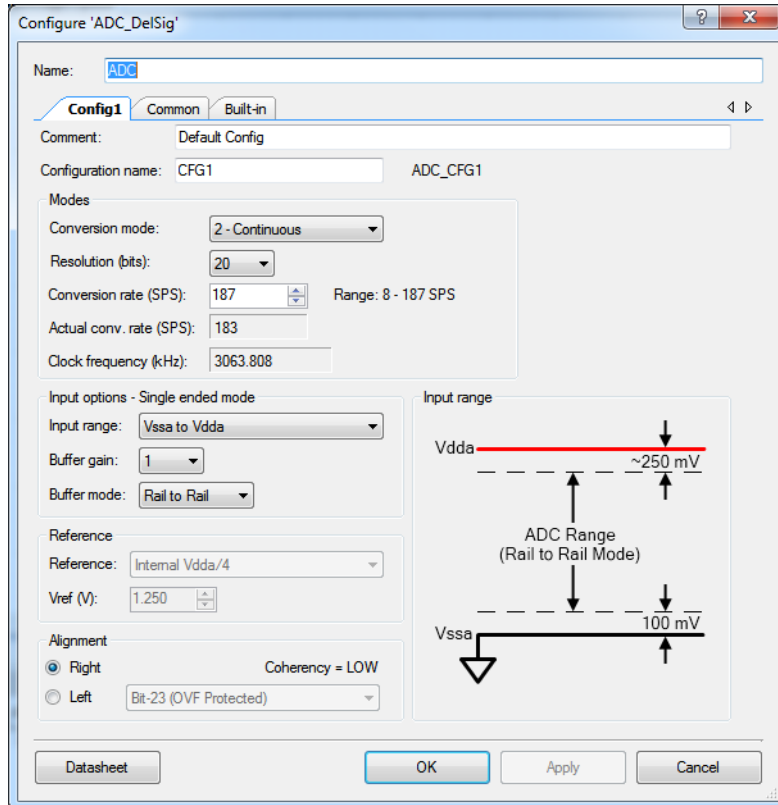 Configure 'ADC_DelSig'
Name: ADC
Config1 Common Built-in
Comment: Default Config
Configuration name: CFG1 ADC_CFG1
Modes
Conversion mode: 2 - Continuous
Resolution (bits): 20
Conversion rate (SPS): 187 Range: 8 - 187 SPS
Actual conv. rate (SPS): 183
Clock frequency (kHz): 3063.808
Input options - Single ended mode
Input range: Vssa to Vdda
Buffer gain: 1
Buffer mode: Rail to Rail
Reference
Reference: Internal Vdda/4
Vref (V): 1.250
Alignment
Right Coherency = LOW
Left Bit-23 (OVF Protected)
Input range
Vdda
~250 mV
ADC Range
(Rail to Rail Mode)
100 mV
Vssa
Datasheet OK Apply Cancel